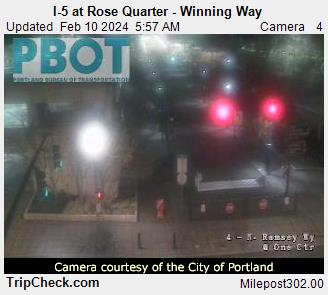 I-5 at Rose Quarter - Winning Way
Updated Feb 10 2024 5:57 AM Camera 4
PBOT
PORTLAND BUREAU OF TRANSPORTATION
4 - N. Ramsey Wy
@ One Ctr
Camera courtesy of the City of Portland
TripCheck.com Milepost302.00